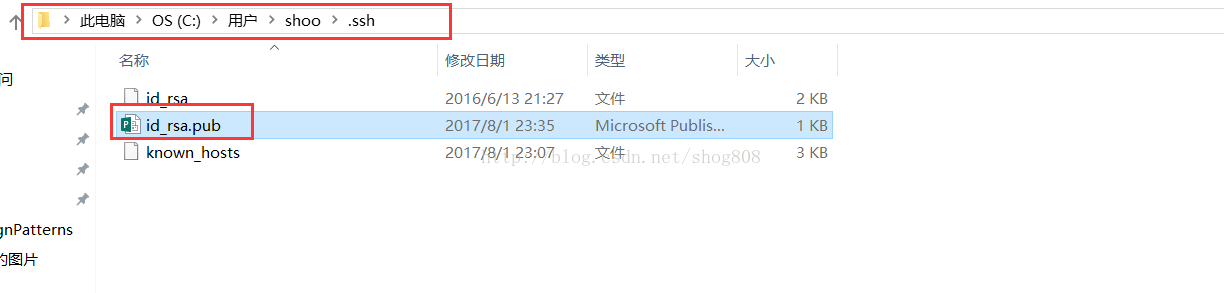 此电脑 OS (C:) 用户 shoo .ssh
名称 修改日期 类型 大小
问
id_rsa 2016/6/13 21:27 文件 2 KB
id_rsa.pub 2017/8/1 23:35 Microsoft Publis... 1 KB
known_hosts 2017/8/1 23:07 文件 3 KB
http://blog.csdn.net/shog808
gnPatterns
的图片